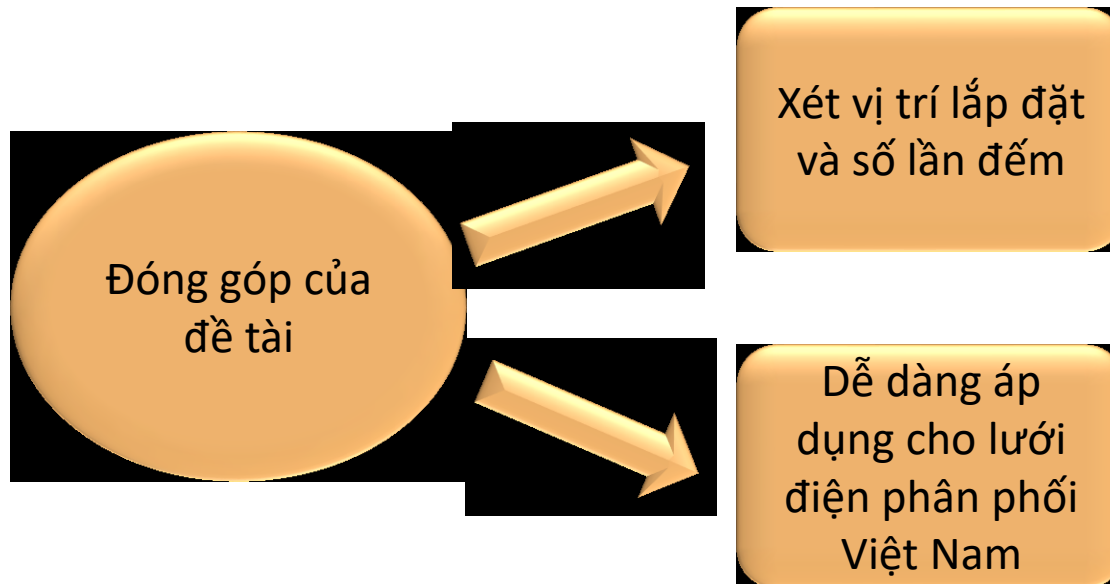 Đóng góp của
đề tài
Xét vị trí lắp đặt
và số lần đếm
Dễ dàng áp
dụng cho lưới
điện phân phối
Việt Nam